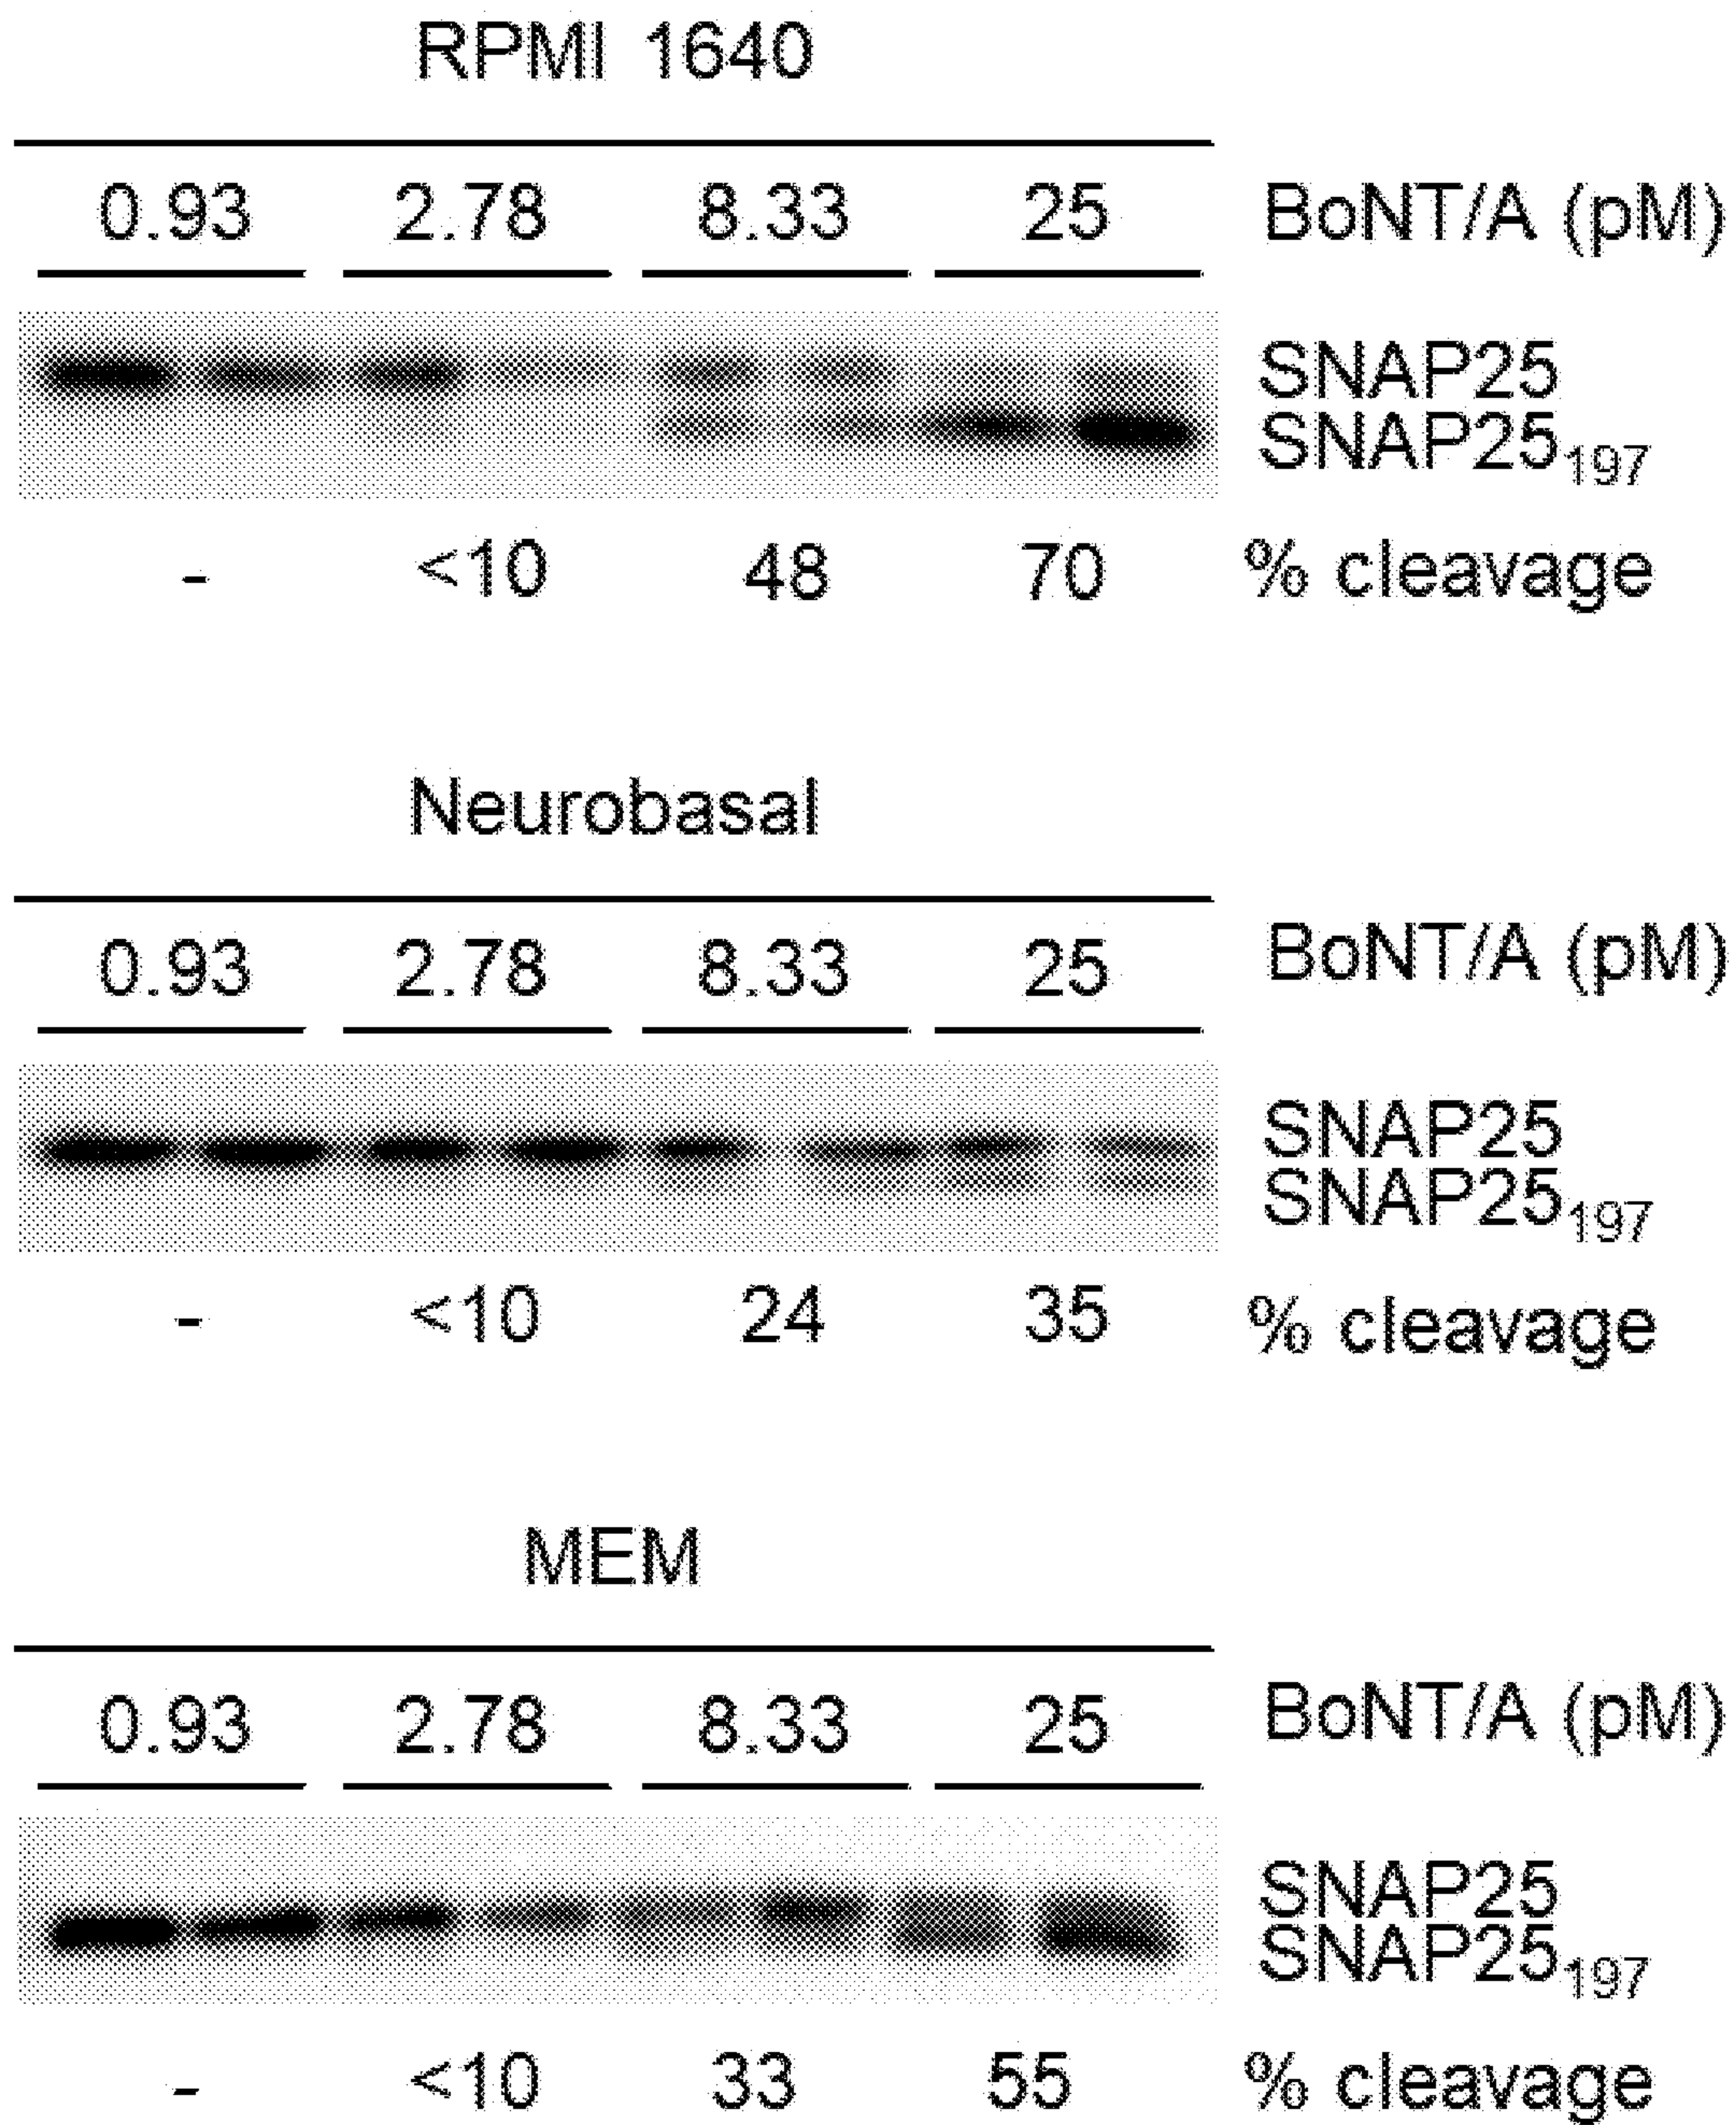 RPMI 1640
0.93 2.78 8.33 25 BoNT/A (pM)
SNAP25
SNAP25₁₉₇
- <10 48 70 % cleavage
Neurobasal
0.93 2.78 8.33 25 BoNT/A (pM)
SNAP25
SNAP25₁₉₇
- <10 24 35 % cleavage
MEM
0.93 2.78 8.33 25 BoNT/A (pM)
SNAP25
SNAP25₁₉₇
- <10 33 55 % cleavage